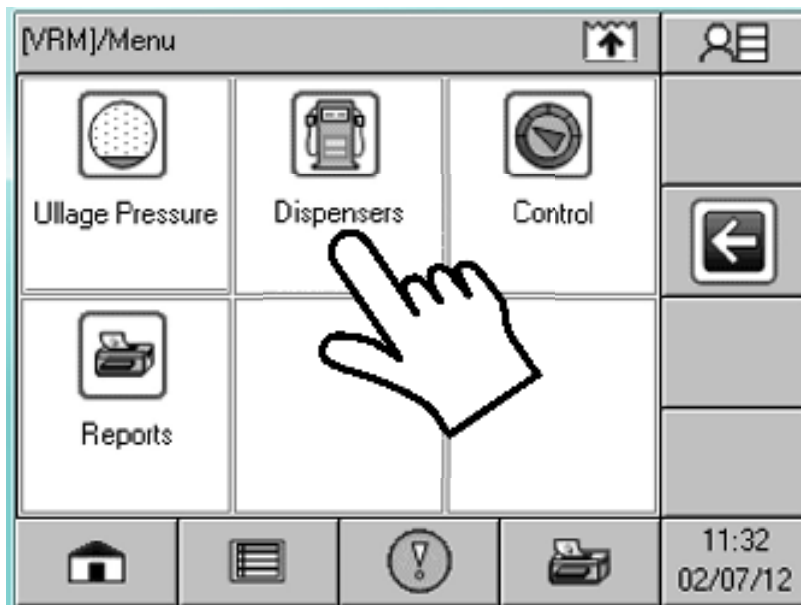 [VRM]/Menu
Ullage Pressure
Dispensers
Control
Reports
11:32
02/07/12